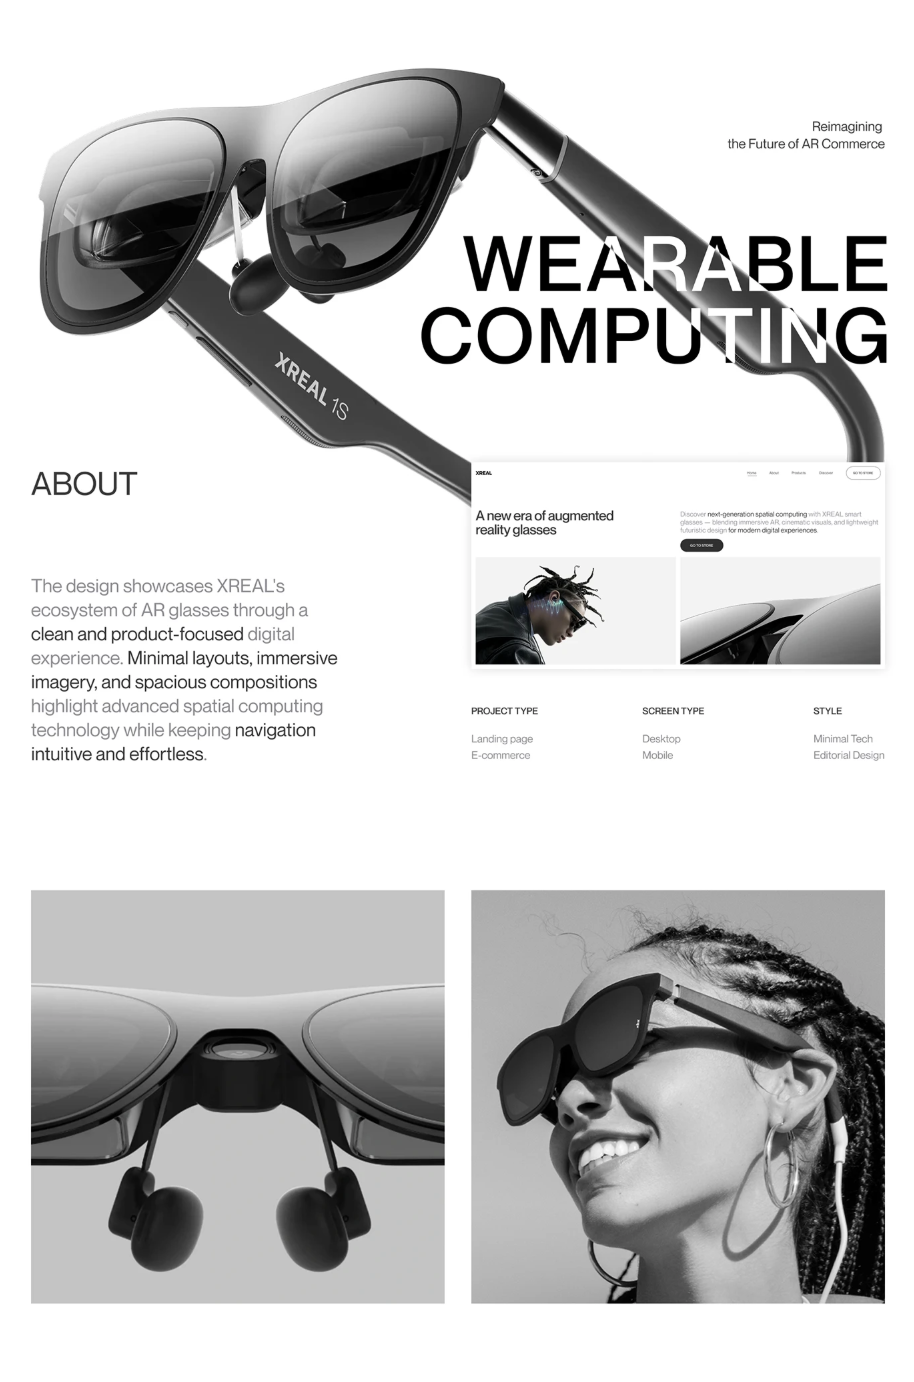 Reimagining
the Future of AR Commerce
WEARABLE
COMPUTING
XREAL 1S
ABOUT
The design showcases XREAL's
ecosystem of AR glasses through a
clean and product-focused digital
experience. Minimal layouts, immersive
imagery, and spacious compositions
highlight advanced spatial computing
technology while keeping navigation
intuitive and effortless.
XREAL
Home About Products Discover GO TO STORE
A new era of augmented
reality glasses
Discover next-generation spatial computing with XREAL smart
glasses — blending immersive AR, cinematic visuals, and lightweight
futuristic design for modern digital experiences.
GO TO STORE
PROJECT TYPE
Landing page
E-commerce
SCREEN TYPE
Desktop
Mobile
STYLE
Minimal Tech
Editorial Design